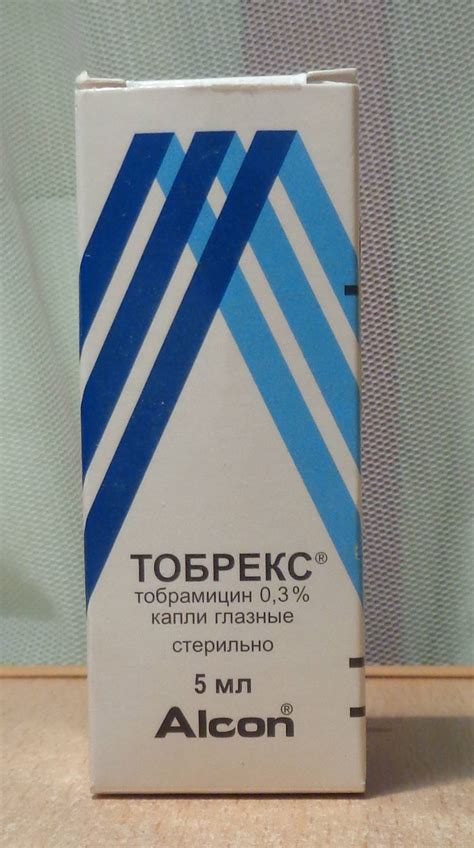 ТОБРЕКС®
тобрамицин 0,3%
капли глазные
стерильно
5 мл
Alcon®